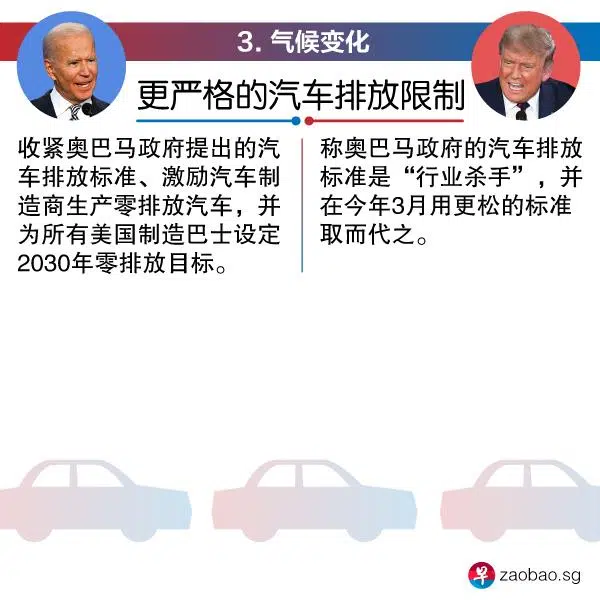 3. 气候变化
更严格的汽车排放限制
收紧奥巴马政府提出的汽
车排放标准、激励汽车制
造商生产零排放汽车，并
为所有美国制造巴士设定
2030年零排放目标。
称奥巴马政府的汽车排放
标准是“行业杀手”，并
在今年3月用更松的标准
取而代之。
早 zaobao.sg